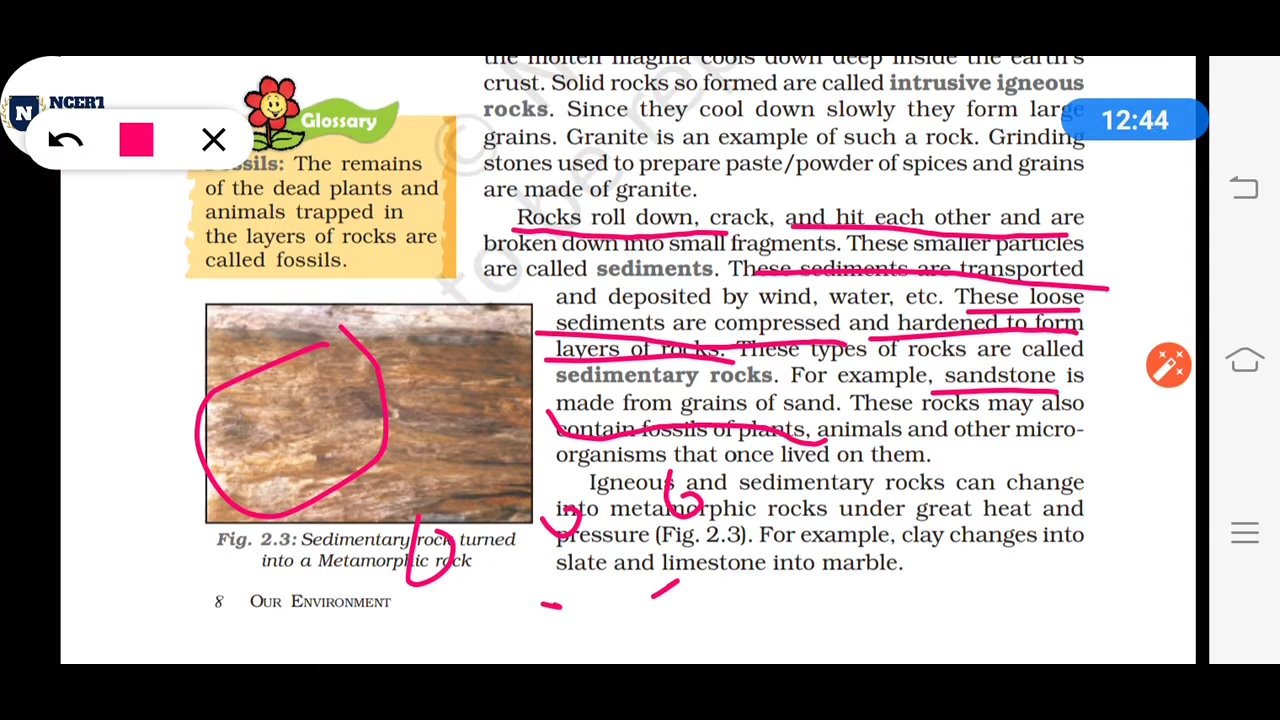 NCERT
N
Glossary
Fossils: The remains
of the dead plants and
animals trapped in
the layers of rocks are
called fossils.
the molten magma cools down deep inside the earth's
crust. Solid rocks so formed are called intrusive igneous
rocks. Since they cool down slowly they form large
grains. Granite is an example of such a rock. Grinding
stones used to prepare paste/powder of spices and grains
are made of granite.
Rocks roll down, crack, and hit each other and are
broken down into small fragments. These smaller particles
are called sediments. These sediments are transported
and deposited by wind, water, etc. These loose
sediments are compressed and hardened to form
layers of rocks. These types of rocks are called
sedimentary rocks. For example, sandstone is
made from grains of sand. These rocks may also
contain fossils of plants, animals and other micro-
organisms that once lived on them.
Igneous and sedimentary rocks can change
into metamorphic rocks under great heat and
pressure (Fig. 2.3). For example, clay changes into
slate and limestone into marble.
Fig. 2.3: Sedimentary rock turned
into a Metamorphic rock
8 OUR ENVIRONMENT
12:44